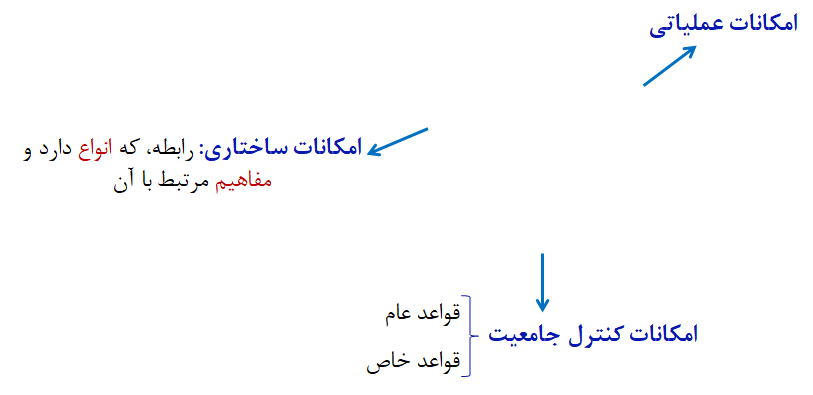 امکانات عملیاتی
امکانات ساختاری: رابطه، که انواع دارد و
مفاهیم مرتبط با آن
امکانات کنترل جامعیت
قواعد عام
قواعد خاص